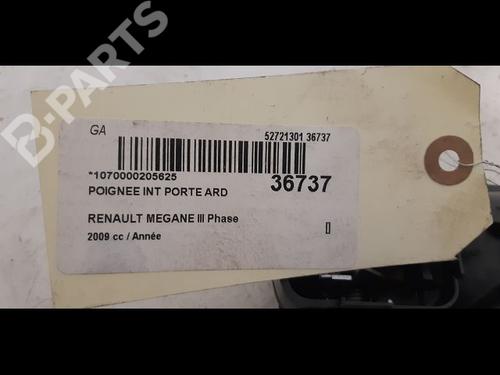 B-PARTS
GA
52721301 36737
*1070000205625
36737
POIGNEE INT PORTE ARD
RENAULT MEGANE III Phase
2009 cc / Année
[]